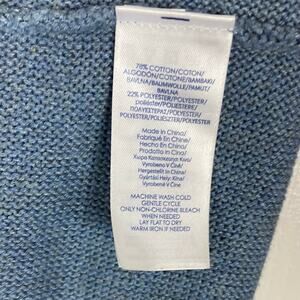 78% COTTON/COTON/
ALGODÓN/COTONE/BAMBAKI/
BAVLNA/BAUMWOLLE/PAMUT/
BAVLNA
22% POLYESTER/POLYESTER/
poliéster/POLIESTERE/
ΠΟΛΥΕΣΤΕΡΑΣ/POLYESTER/
POLYESTER/POLIÉSZTER/POLYESTER
Made In China/
Fabriqué En Chine/
Hecho En China/
Prodotta in Cina/
Vyrobeno V Číně/
Hergestellt in China/
Gyártási Hely: Kína/
Vyrobené V Číne
MACHINE WASH COLD
GENTLE CYCLE
ONLY NON-CHLORINE BLEACH
WHEN NEEDED
LAY FLAT TO DRY
WARM IRON IF NEEDED